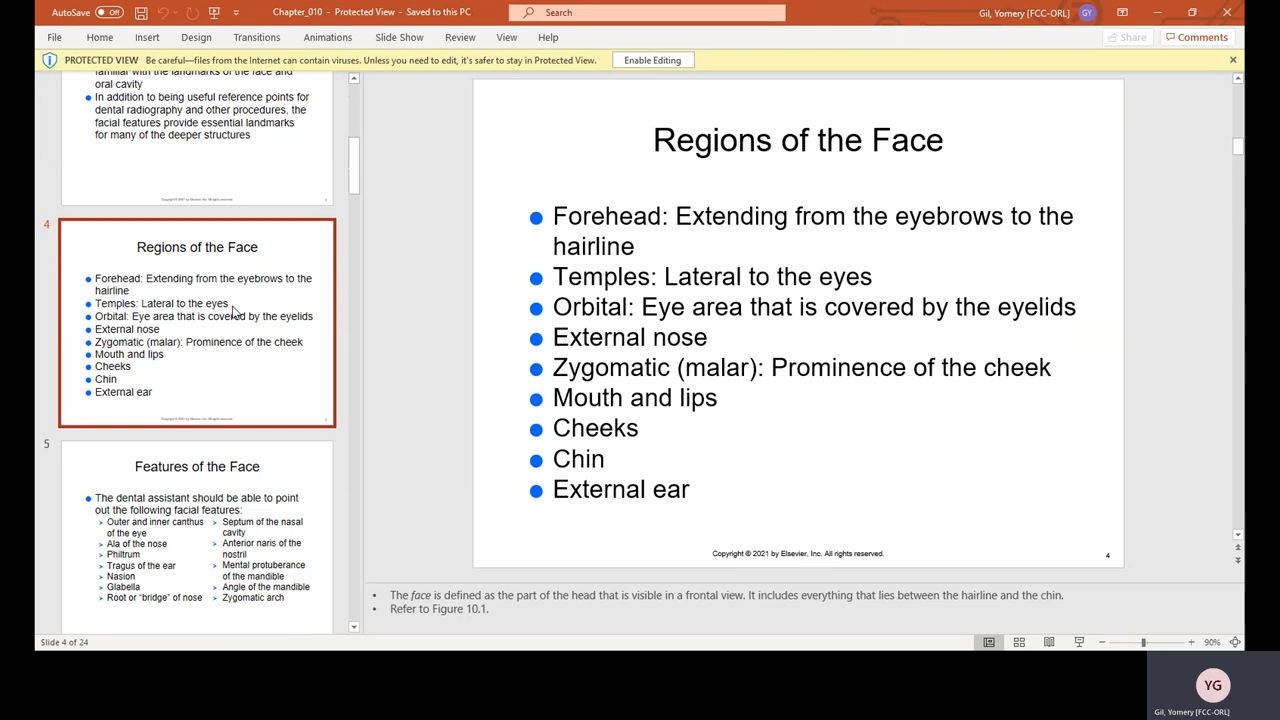 AutoSave Off Chapter_010 - Protected View - Saved to this PC Search Gil, Yomery [FCC-ORL] GY
File Home Insert Design Transitions Animations Slide Show Review View Help Share Comments
PROTECTED VIEW Be careful—files from the Internet can contain viruses. Unless you need to edit, it's safer to stay in Protected View. Enable Editing
familiar with the landmarks of the face and
oral cavity
In addition to being useful reference points for
dental radiography and other procedures, the
facial features provide essential landmarks
for many of the deeper structures
4
Regions of the Face
Forehead: Extending from the eyebrows to the
hairline
Temples: Lateral to the eyes
Orbital: Eye area that is covered by the eyelids
External nose
Zygomatic (malar): Prominence of the cheek
Mouth and lips
Cheeks
Chin
External ear
5
Features of the Face
The dental assistant should be able to point
out the following facial features:
Outer and inner canthus
of the eye
Ala of the nose
Philtrum
Tragus of the ear
Nasion
Glabella
Root or “bridge” of nose
Septum of the nasal
cavity
Anterior naris of the
nostril
Mental protuberance
of the mandible
Angle of the mandible
Zygomatic arch
Regions of the Face
Forehead: Extending from the eyebrows to the
hairline
Temples: Lateral to the eyes
Orbital: Eye area that is covered by the eyelids
External nose
Zygomatic (malar): Prominence of the cheek
Mouth and lips
Cheeks
Chin
External ear
Copyright © 2021 by Elsevier, Inc. All rights reserved. 4
The face is defined as the part of the head that is visible in a frontal view. It includes everything that lies between the hairline and the chin.
Refer to Figure 10.1.
Slide 4 of 24 90%
YG
Gil, Yomery [FCC-ORL]